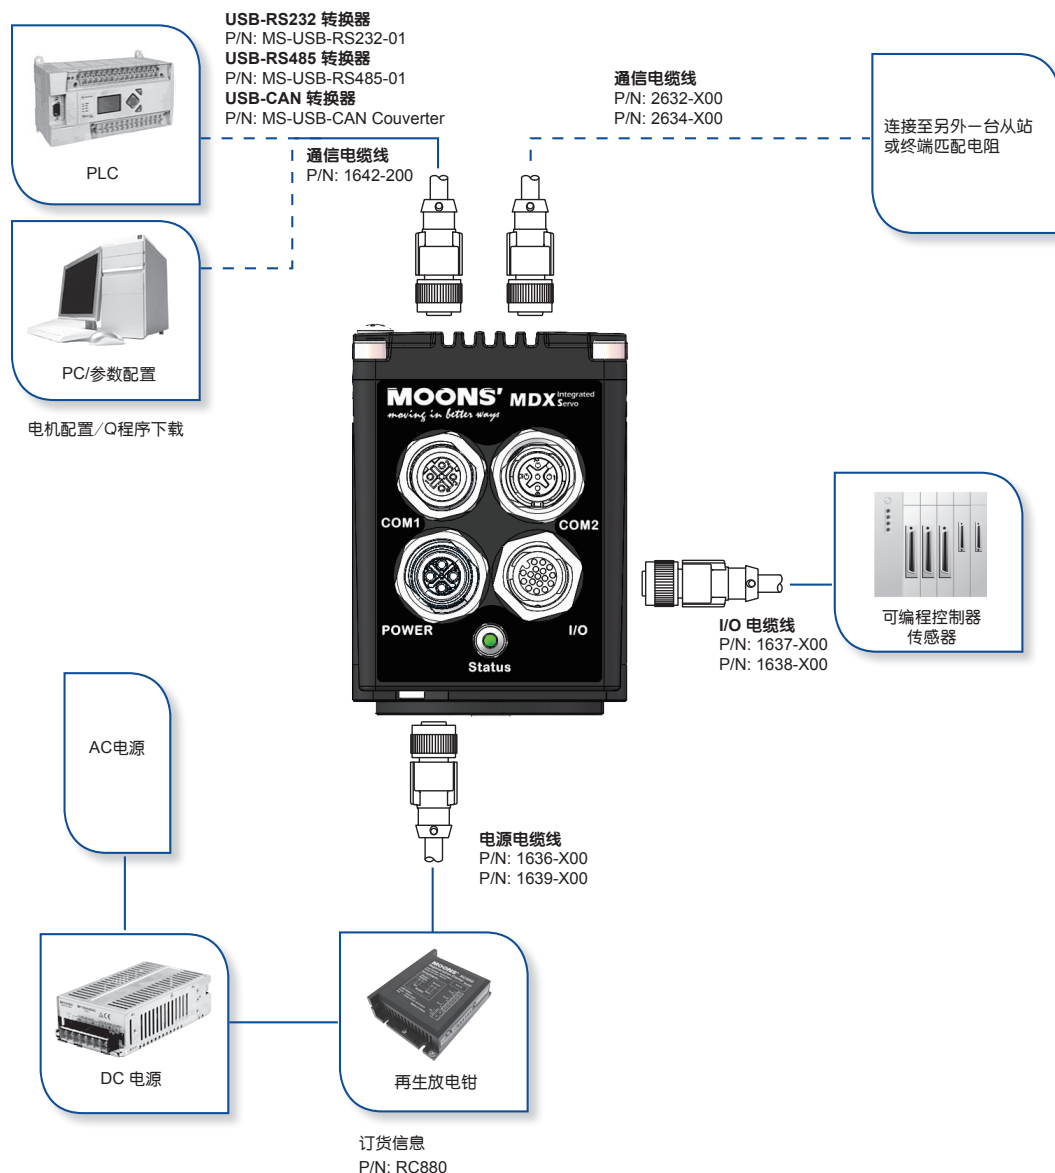 USB-RS232 转换器
P/N: MS-USB-RS232-01
USB-RS485 转换器
P/N: MS-USB-RS485-01
USB-CAN 转换器
P/N: MS-USB-CAN Couverter
通信电缆线
P/N: 1642-200
通信电缆线
P/N: 2632-X00
P/N: 2634-X00
连接至另外一台从站
或终端匹配电阻
PLC
PC/参数配置
电机配置/Q程序下载
MOONS'
moving in better ways
MDX Integrated
Servo
COM1
COM2
POWER
I/O
Status
I/O 电缆线
P/N: 1637-X00
P/N: 1638-X00
可编程控制器
传感器
AC电源
电源电缆线
P/N: 1636-X00
P/N: 1639-X00
DC 电源
MOONS'
再生放电钳
订货信息
P/N: RC880